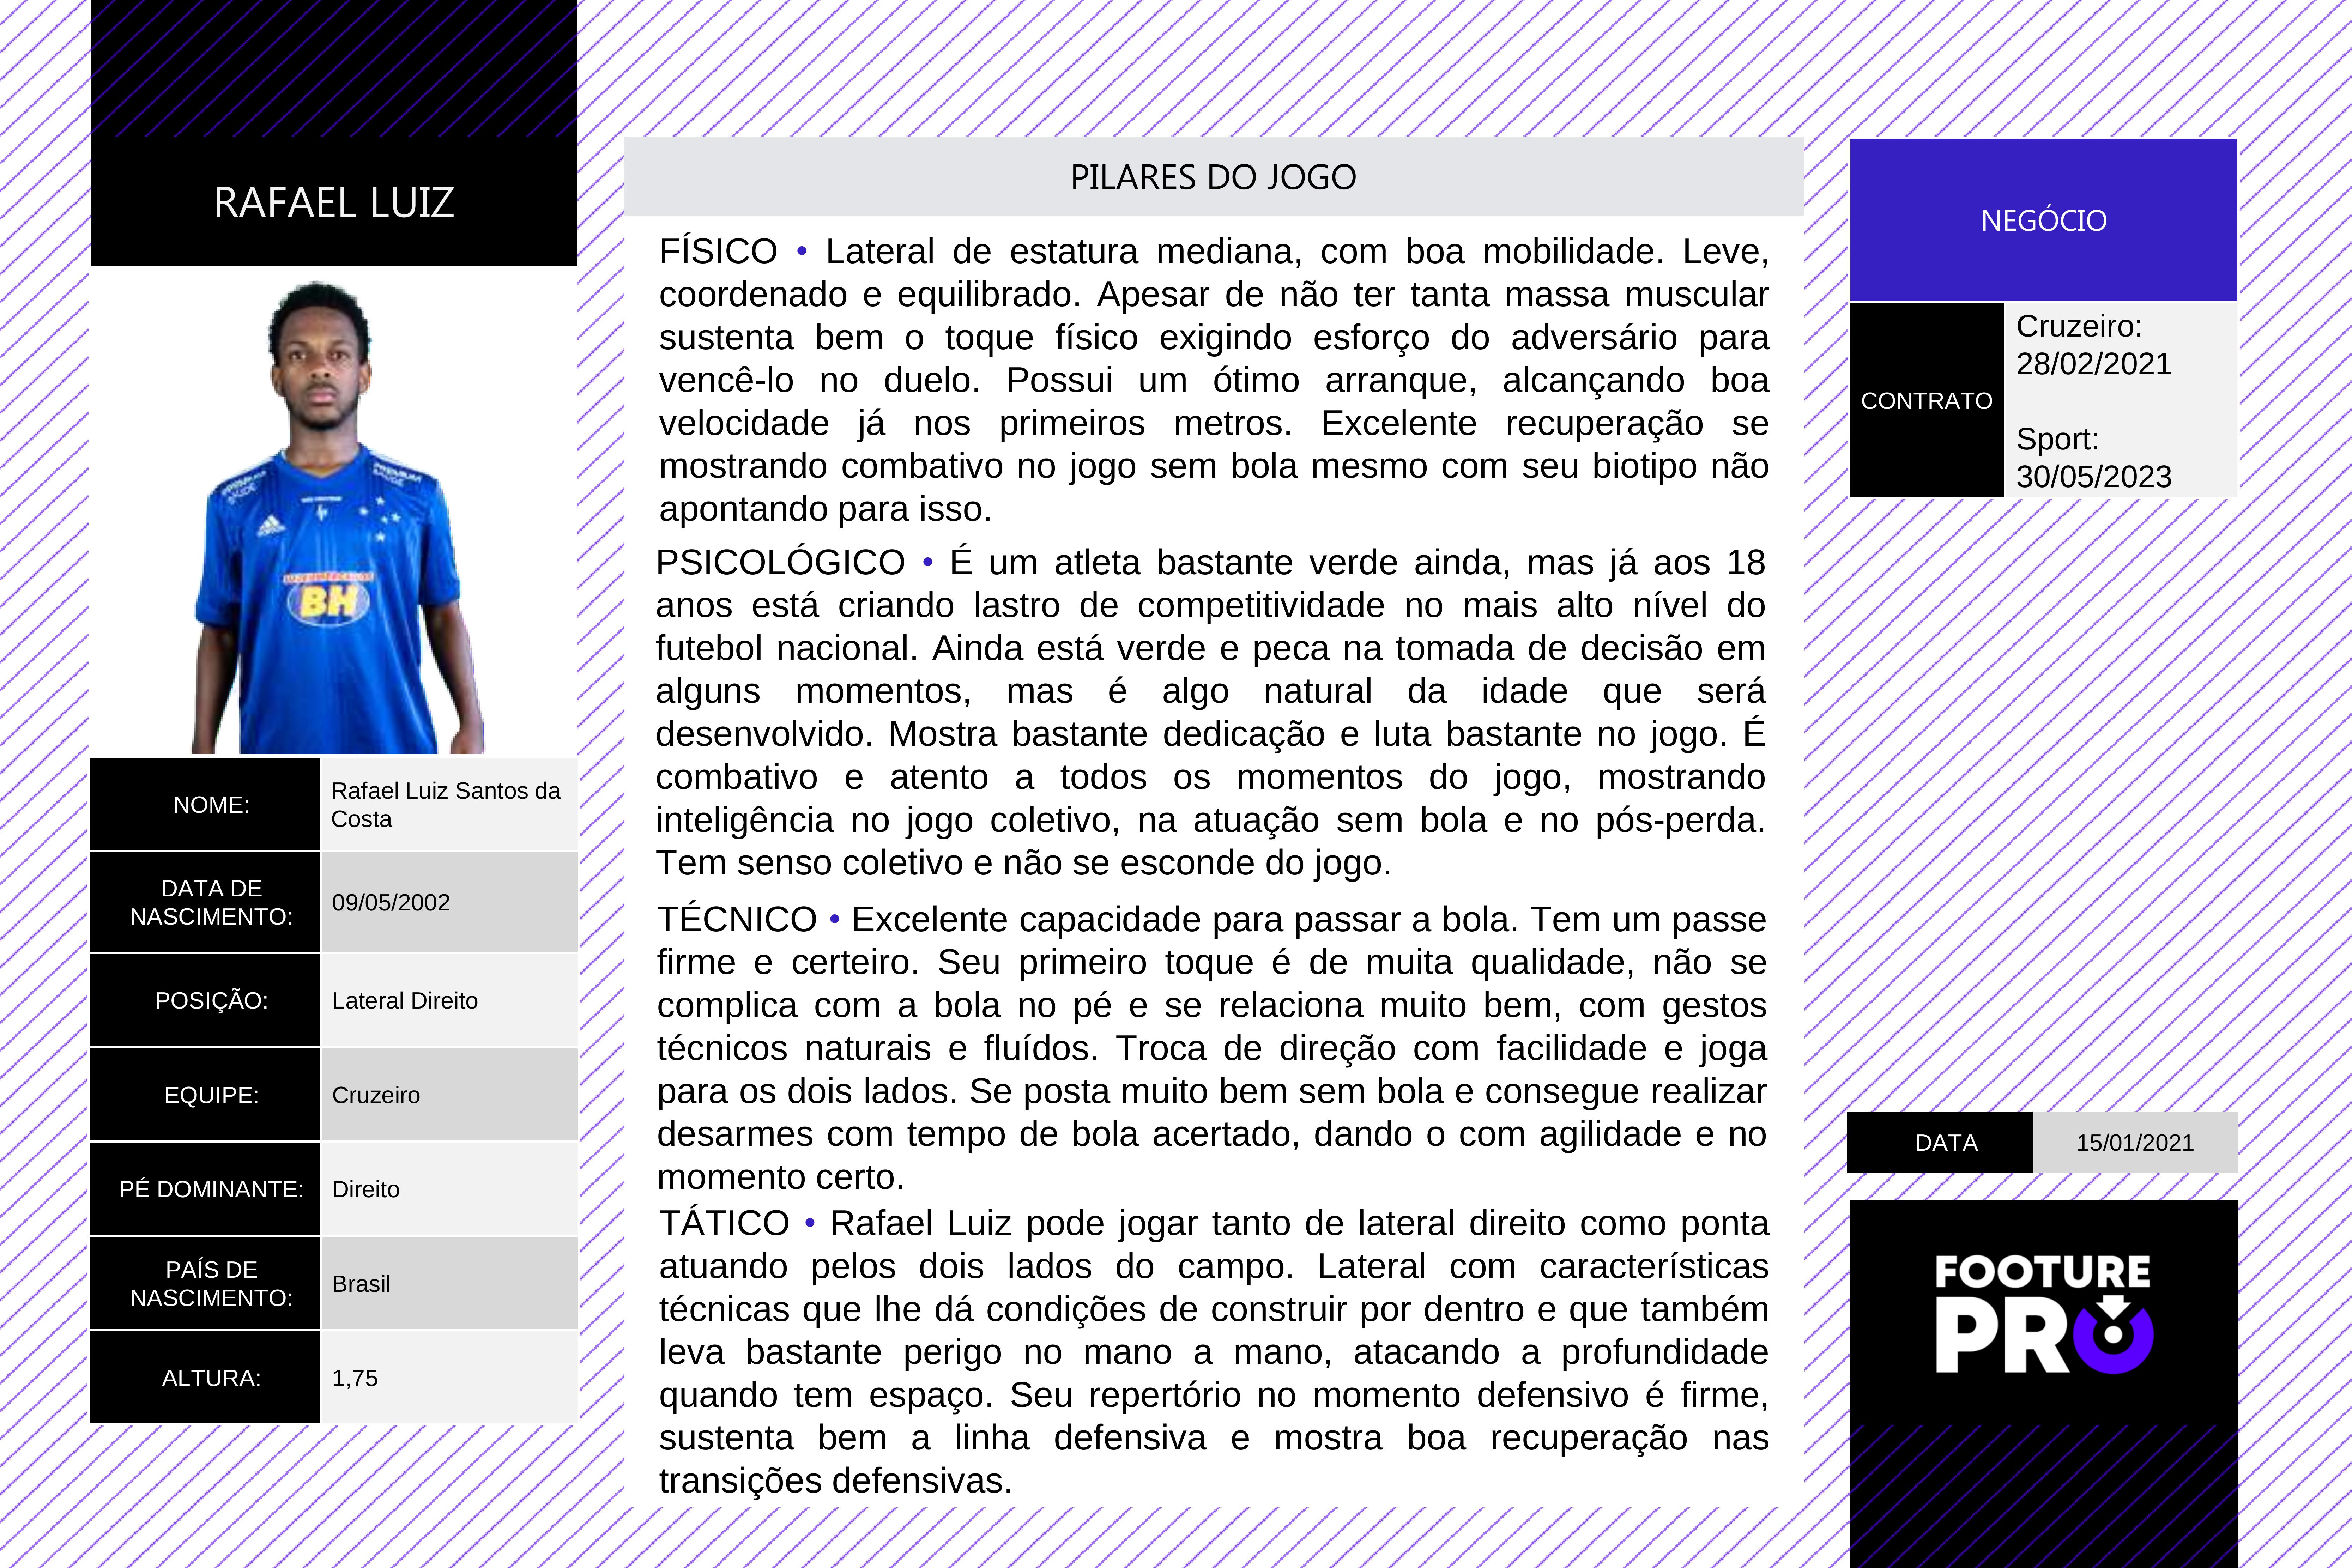 RAFAEL LUIZ
BH
NOME:
Rafael Luiz Santos da
Costa
DATA DE
NASCIMENTO:
09/05/2002
POSIÇÃO:
Lateral Direito
EQUIPE:
Cruzeiro
PÉ DOMINANTE:
Direito
PAÍS DE
NASCIMENTO:
Brasil
ALTURA:
1,75
PILARES DO JOGO
FÍSICO • Lateral de estatura mediana, com boa mobilidade. Leve,
coordenado e equilibrado. Apesar de não ter tanta massa muscular
sustenta bem o toque físico exigindo esforço do adversário para
vencê-lo no duelo. Possui um ótimo arranque, alcançando boa
velocidade já nos primeiros metros. Excelente recuperação se
mostrando combativo no jogo sem bola mesmo com seu biotipo não
apontando para isso.
PSICOLÓGICO • É um atleta bastante verde ainda, mas já aos 18
anos está criando lastro de competitividade no mais alto nível do
futebol nacional. Ainda está verde e peca na tomada de decisão em
alguns momentos, mas é algo natural da idade que será
desenvolvido. Mostra bastante dedicação e luta bastante no jogo. É
combativo e atento a todos os momentos do jogo, mostrando
inteligência no jogo coletivo, na atuação sem bola e no pós-perda.
Tem senso coletivo e não se esconde do jogo.
TÉCNICO • Excelente capacidade para passar a bola. Tem um passe
firme e certeiro. Seu primeiro toque é de muita qualidade, não se
complica com a bola no pé e se relaciona muito bem, com gestos
técnicos naturais e fluídos. Troca de direção com facilidade e joga
para os dois lados. Se posta muito bem sem bola e consegue realizar
desarmes com tempo de bola acertado, dando o com agilidade e no
momento certo.
TÁTICO • Rafael Luiz pode jogar tanto de lateral direito como ponta
atuando pelos dois lados do campo. Lateral com características
técnicas que lhe dá condições de construir por dentro e que também
leva bastante perigo no mano a mano, atacando a profundidade
quando tem espaço. Seu repertório no momento defensivo é firme,
sustenta bem a linha defensiva e mostra boa recuperação nas
transições defensivas.
NEGÓCIO
CONTRATO
Cruzeiro:
28/02/2021
Sport:
30/05/2023
DATA
15/01/2021
FOOTURE
PRO